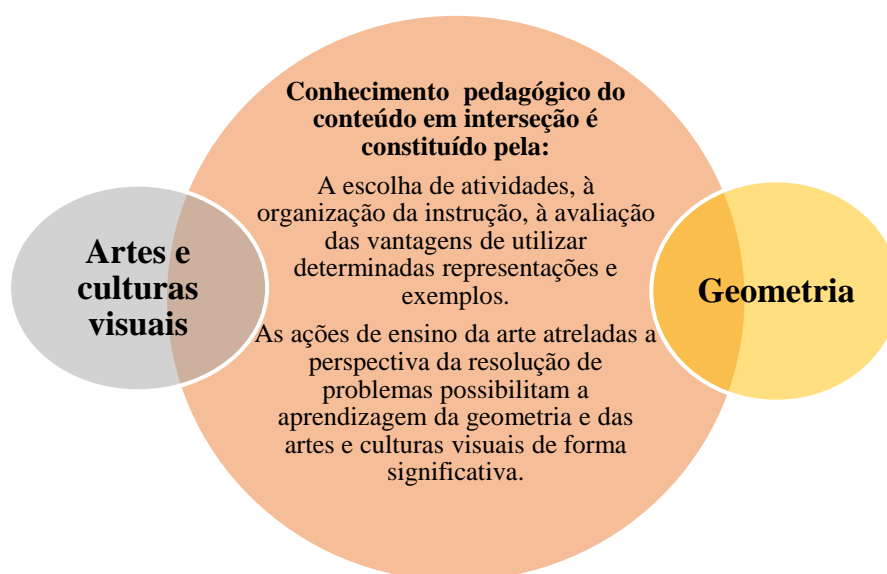 Conhecimento pedagógico do
conteúdo em interseção é
constituído pela:
A escolha de atividades, à
organização da instrução, à avaliação
das vantagens de utilizar
determinadas representações e
exemplos.
As ações de ensino da arte atreladas a
perspectiva da resolução de
problemas possibilitam a
aprendizagem da geometria e das
artes e culturas visuais de forma
significativa.
Artes e
culturas
visuais
Geometria